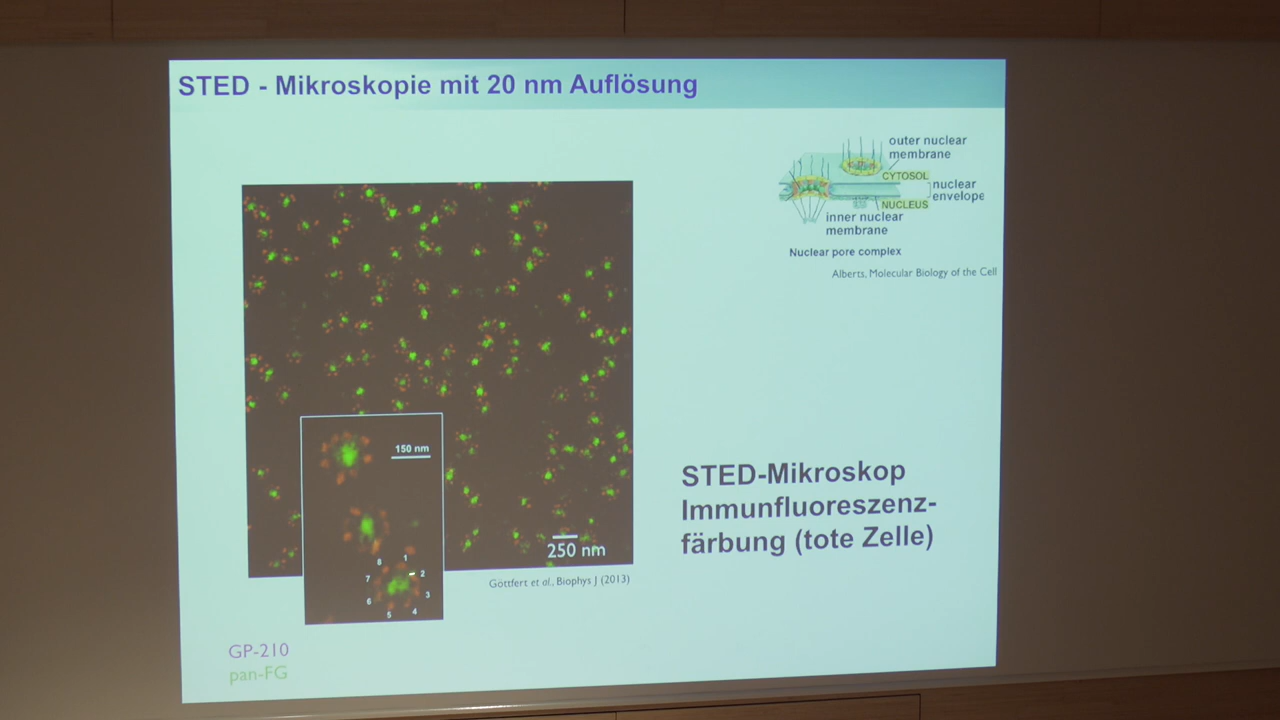 STED - Mikroskopie mit 20 nm Auflösung
outer nuclear
membrane
CYTOSOL
nuclear
envelope
NUCLEUS
inner nuclear
membrane
Nuclear pore complex
Alberts, Molecular Biology of the Cell
150 nm
8 1
7 2
3
6
5 4
250 nm
Göttfert et al., Biophys J (2013)
STED-Mikroskop
Immunfluoreszenz-
färbung (tote Zelle)
GP-210
pan-FG